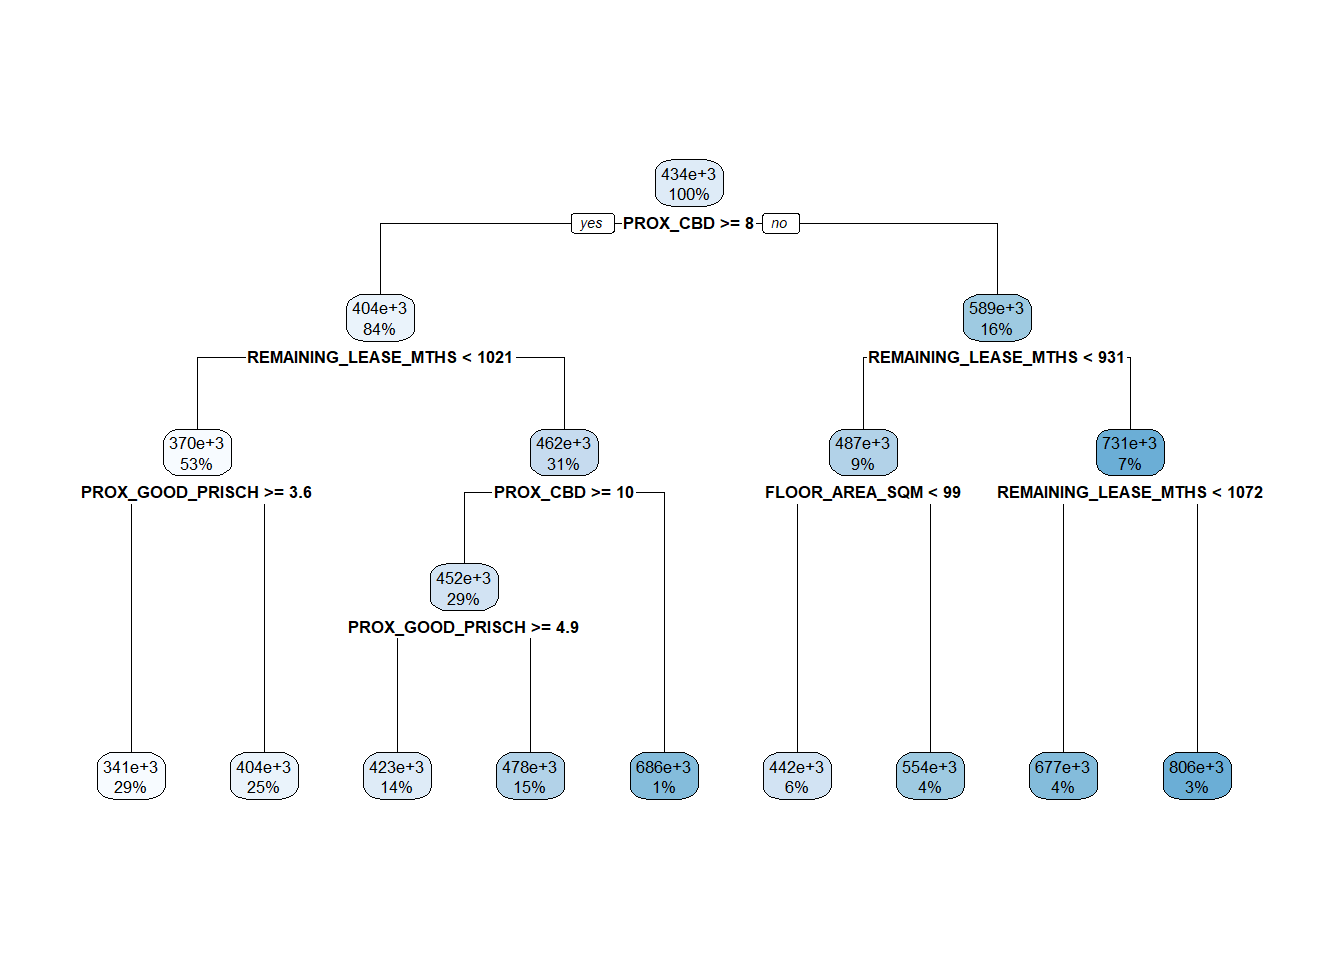 434e+3
100%
yes PROX_CBD >= 8 no
404e+3
84%
589e+3
16%
REMAINING_LEASE_MTHS < 1021
REMAINING_LEASE_MTHS < 931
370e+3
53%
462e+3
31%
487e+3
9%
731e+3
7%
PROX_GOOD_PRISCH >= 3.6
PROX_CBD >= 10
FLOOR_AREA_SQM < 99
REMAINING_LEASE_MTHS < 1072
452e+3
29%
PROX_GOOD_PRISCH >= 4.9
341e+3
29%
404e+3
25%
423e+3
14%
478e+3
15%
686e+3
1%
442e+3
6%
554e+3
4%
677e+3
4%
806e+3
3%